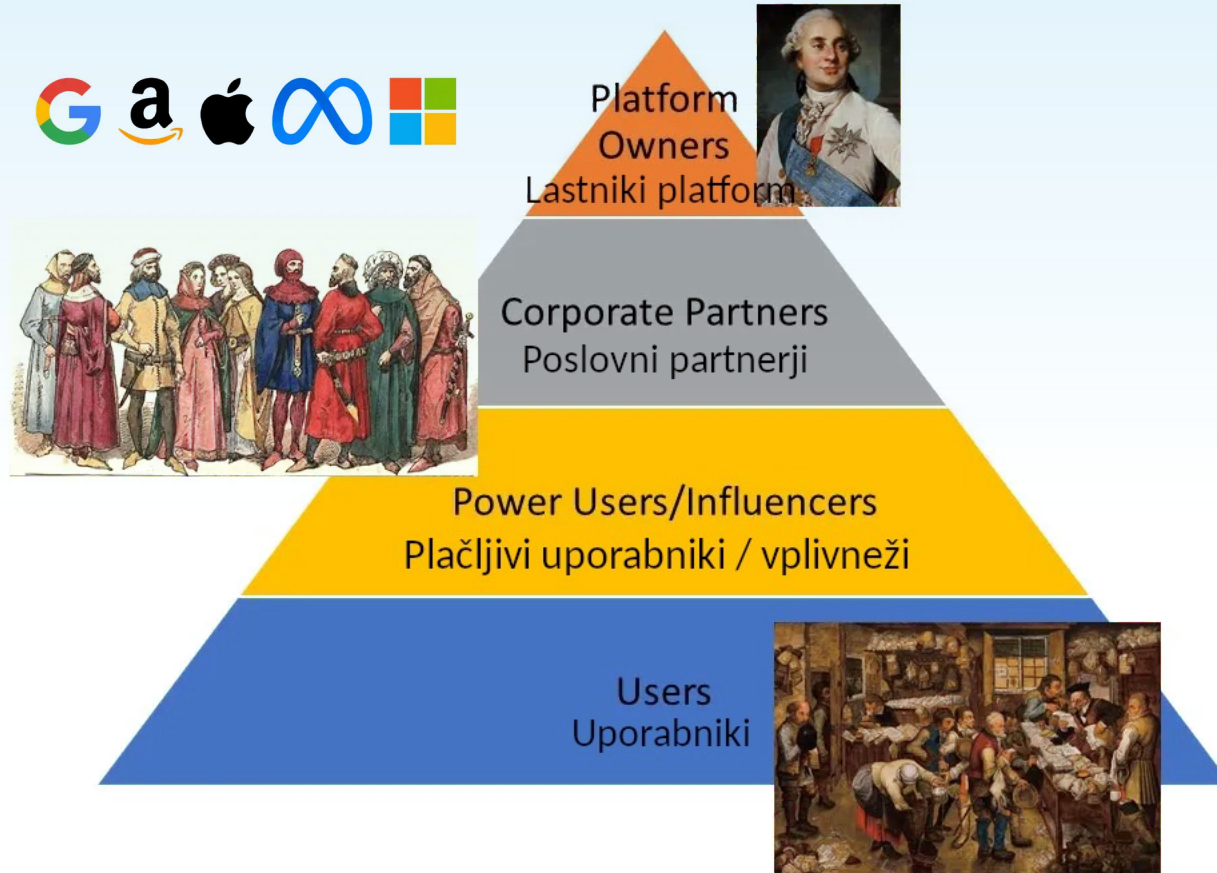 Platform
Owners
Lastniki platform
Corporate Partners
Poslovni partnerji
Power Users/Influencers
Plačljivi uporabniki / vplivneži
Users
Uporabniki